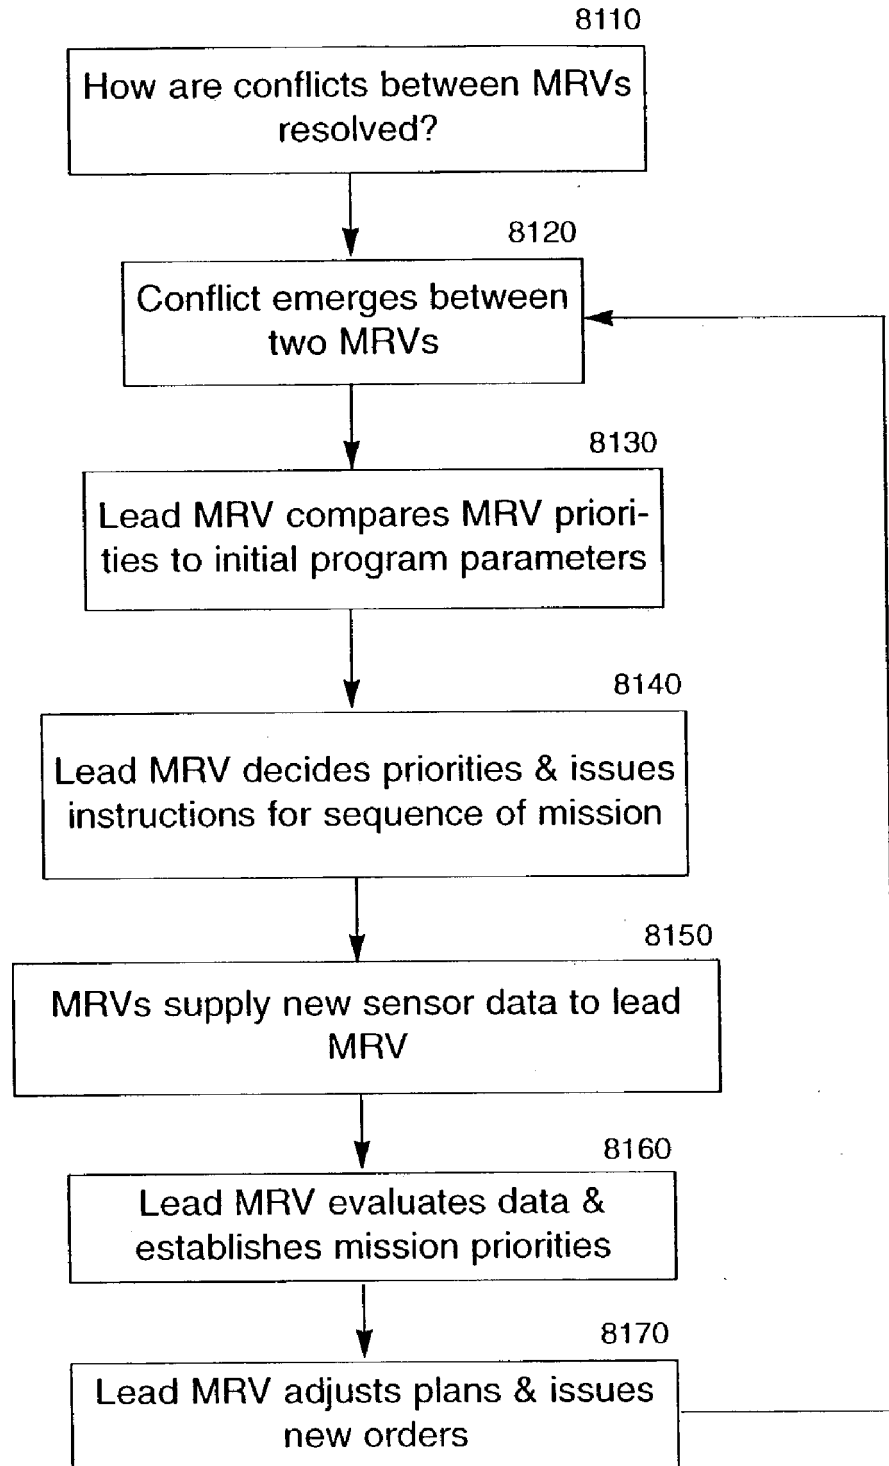 8110
How are conflicts between MRVs
resolved?
8120
Conflict emerges between
two MRVs
8130
Lead MRV compares MRV priori-
ties to initial program parameters
8140
Lead MRV decides priorities & issues
instructions for sequence of mission
8150
MRVs supply new sensor data to lead
MRV
8160
Lead MRV evaluates data &
establishes mission priorities
8170
Lead MRV adjusts plans & issues
new orders